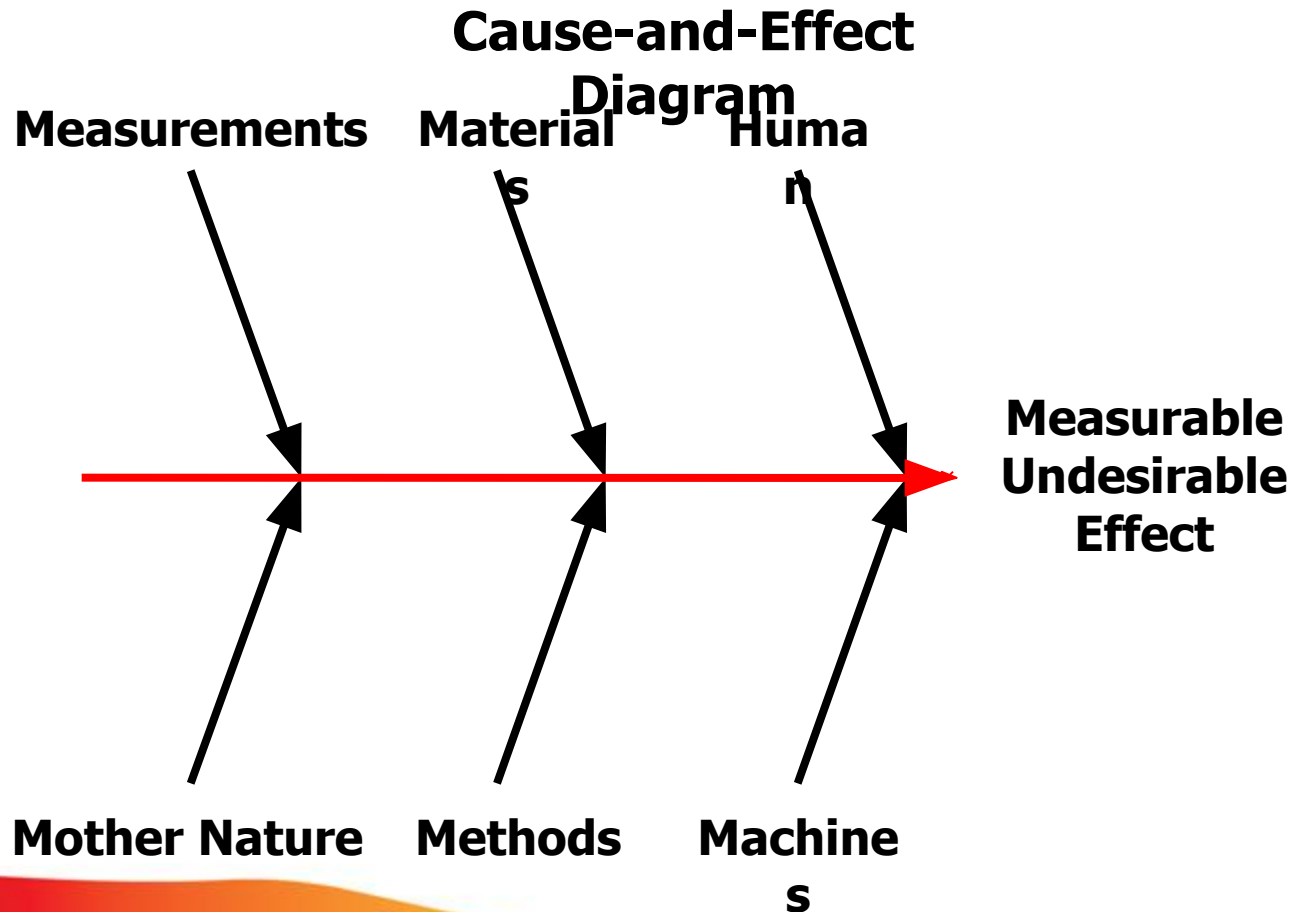 Cause-and-Effect
Diagram
Measurements
Material
s
Huma
n
Measurable
Undesirable
Effect
Mother Nature
Methods
Machine
s